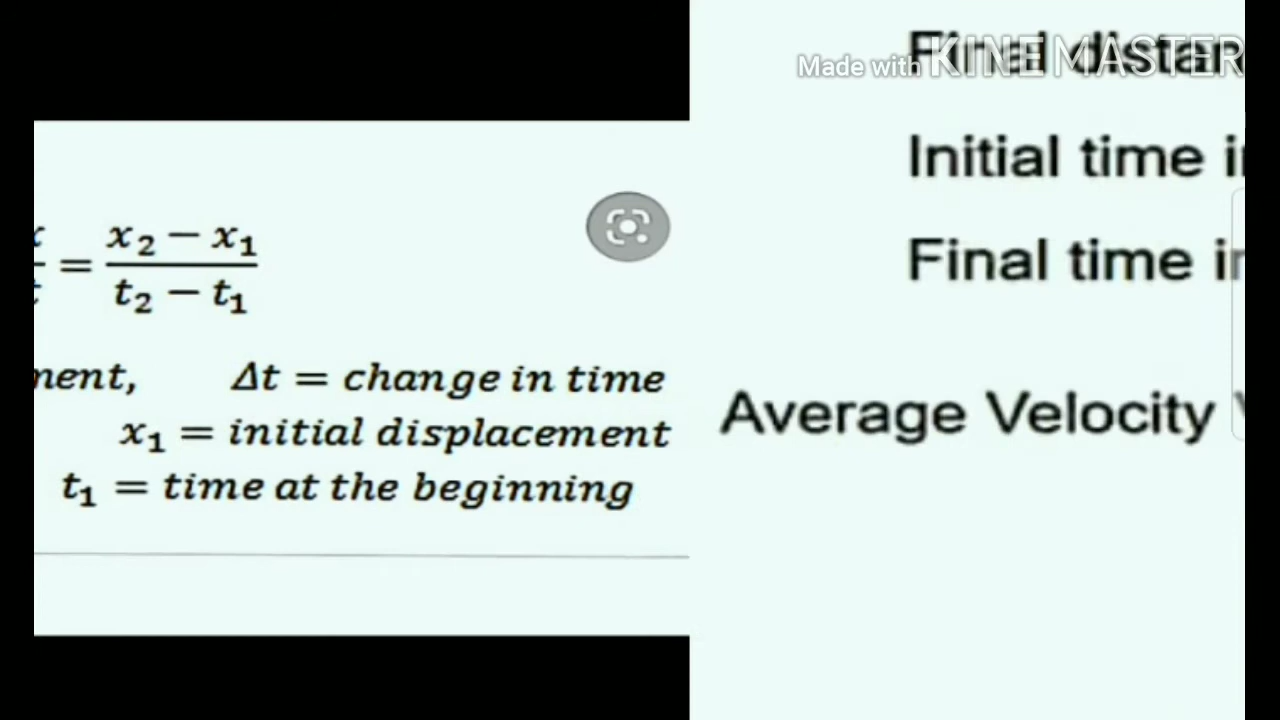 = x₂ − x₁ / t₂ − t₁
Δt = change in time
x₁ = initial displacement
t₁ = time at the beginning
Made with KINEMASTER
Final
Initial time
Final time
Average Velocity